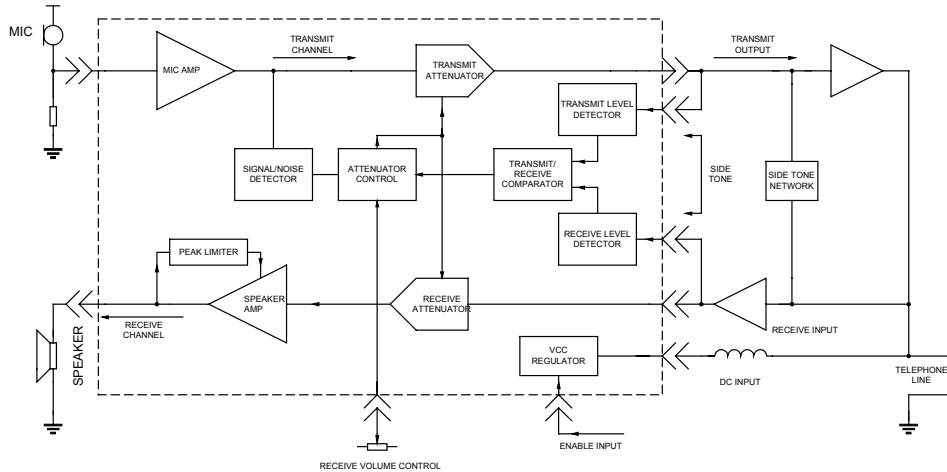 MIC
MIC AMP
TRANSMIT
CHANNEL
TRANSMIT
ATTENUATOR
TRANSMIT
OUTPUT
TRANSMIT LEVEL
DETECTOR
SIGNAL/NOISE
DETECTOR
ATTENUATOR
CONTROL
TRANSMIT/
RECEIVE
COMPARATOR
SIDE
TONE
SIDE TONE
NETWORK
RECEIVE LEVEL
DETECTOR
PEAK LIMITER
SPEAKER
AMP
RECEIVE
ATTENUATOR
RECEIVE
CHANNEL
SPEAKER
RECEIVE INPUT
VCC
REGULATOR
DC INPUT
TELEPHONE
LINE
ENABLE INPUT
RECEIVE VOLUME CONTROL